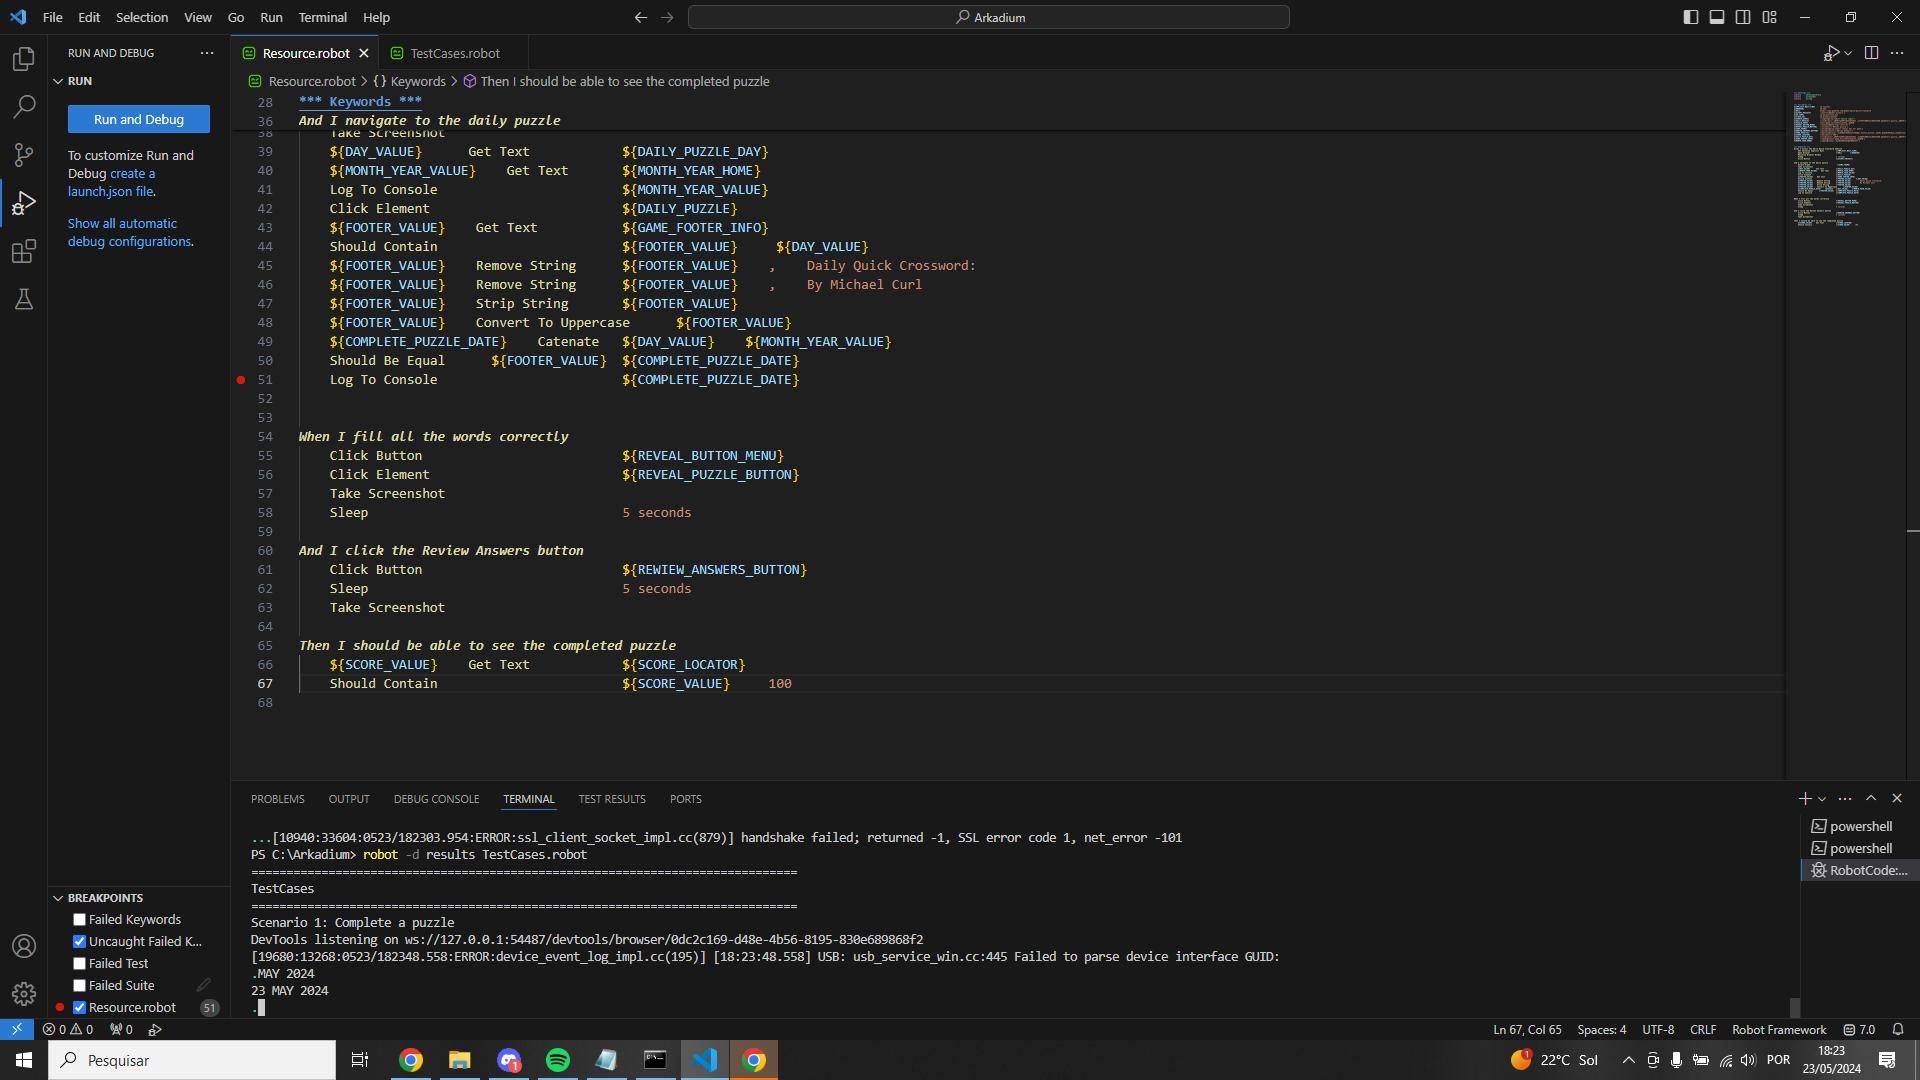 File Edit Selection View Go Run Terminal Help
Arkadium
RUN AND DEBUG
RUN
Run and Debug
To customize Run and
Debug create a
launch.json file.
Show all automatic
debug configurations.
BREAKPOINTS
Failed Keywords
Uncaught Failed K...
Failed Test
Failed Suite
Resource.robot 51
Resource.robot TestCases.robot
Resource.robot > {} Keywords > Then I should be able to see the completed puzzle
28 *** Keywords ***
36 And I navigate to the daily puzzle
38 Take Screenshot
39 ${DAY_VALUE} Get Text ${DAILY_PUZZLE_DAY}
40 ${MONTH_YEAR_VALUE} Get Text ${MONTH_YEAR_HOME}
41 Log To Console ${MONTH_YEAR_VALUE}
42 Click Element ${DAILY_PUZZLE}
43 ${FOOTER_VALUE} Get Text ${GAME_FOOTER_INFO}
44 Should Contain ${FOOTER_VALUE} ${DAY_VALUE}
45 ${FOOTER_VALUE} Remove String ${FOOTER_VALUE} , Daily Quick Crossword:
46 ${FOOTER_VALUE} Remove String ${FOOTER_VALUE} , By Michael Curl
47 ${FOOTER_VALUE} Strip String ${FOOTER_VALUE}
48 ${FOOTER_VALUE} Convert To Uppercase ${FOOTER_VALUE}
49 ${COMPLETE_PUZZLE_DATE} Catenate ${DAY_VALUE} ${MONTH_YEAR_VALUE}
50 Should Be Equal ${FOOTER_VALUE} ${COMPLETE_PUZZLE_DATE}
51 Log To Console ${COMPLETE_PUZZLE_DATE}
52
53
54 When I fill all the words correctly
55 Click Button ${REVEAL_BUTTON_MENU}
56 Click Element ${REVEAL_PUZZLE_BUTTON}
57 Take Screenshot
58 Sleep 5 seconds
59
60 And I click the Review Answers button
61 Click Button ${REWIEW_ANSWERS_BUTTON}
62 Sleep 5 seconds
63 Take Screenshot
64
65 Then I should be able to see the completed puzzle
66 ${SCORE_VALUE} Get Text ${SCORE_LOCATOR}
67 Should Contain ${SCORE_VALUE} 100
68
PROBLEMS OUTPUT DEBUG CONSOLE TERMINAL TEST RESULTS PORTS
...[10940:33604:0523/182303.954:ERROR:ssl_client_socket_impl.cc(879)] handshake failed; returned -1, SSL error code 1, net_error -101
PS C:\Arkadium> robot -d results TestCases.robot
==============================================================================
TestCases
==============================================================================
Scenario 1: Complete a puzzle
DevTools listening on ws://127.0.0.1:54487/devtools/browser/0dc2c169-d48e-4b56-8195-830e689868f2
[19680:13268:0523/182348.558:ERROR:device_event_log_impl.cc(195)] [18:23:48.558] USB: usb_service_win.cc:445 Failed to parse device interface GUID:
.MAY 2024
23 MAY 2024
.
powershell
powershell
RobotCode:...
0 0 0
Ln 67, Col 65 Spaces: 4 UTF-8 CRLF Robot Framework 7.0
Pesquisar
1
1
22°C Sol
POR
18:23
23/05/2024